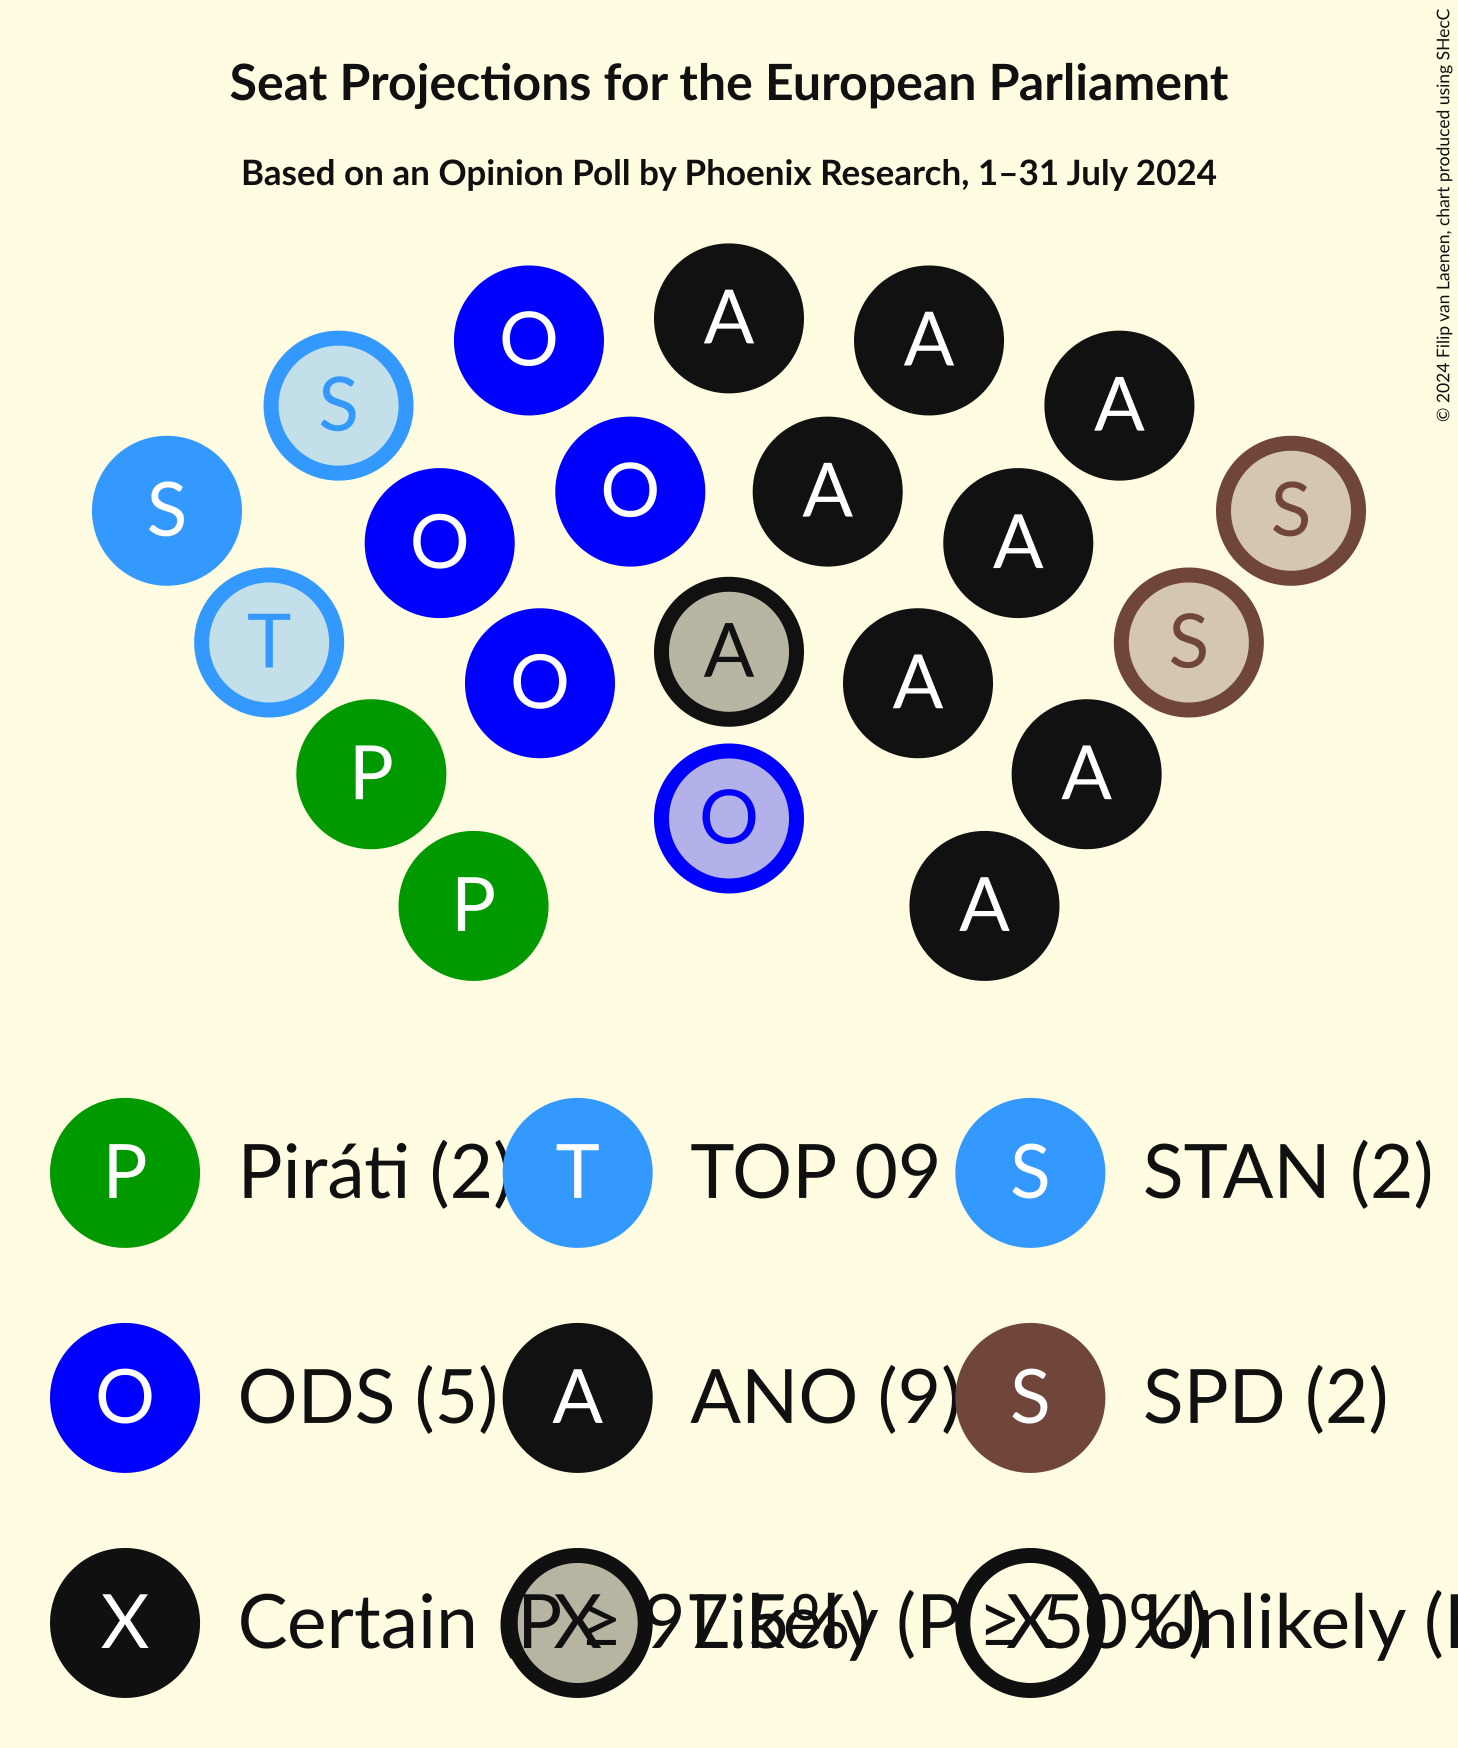 Seat Projections for the European Parliament
Based on an Opinion Poll by Phoenix Research, 1–31 July 2024
© 2024 Filip van Laenen, chart produced using SHecC
A
O A
S A
S O A S
O A
T A S
O A
P O A
P A
P Piráti (2) T TOP 09 S STAN (2)
O ODS (5) A ANO (9) S SPD (2)
X Certain (P ≥ 97.5%) X Likely (P ≥ 50%) X Unlikely (